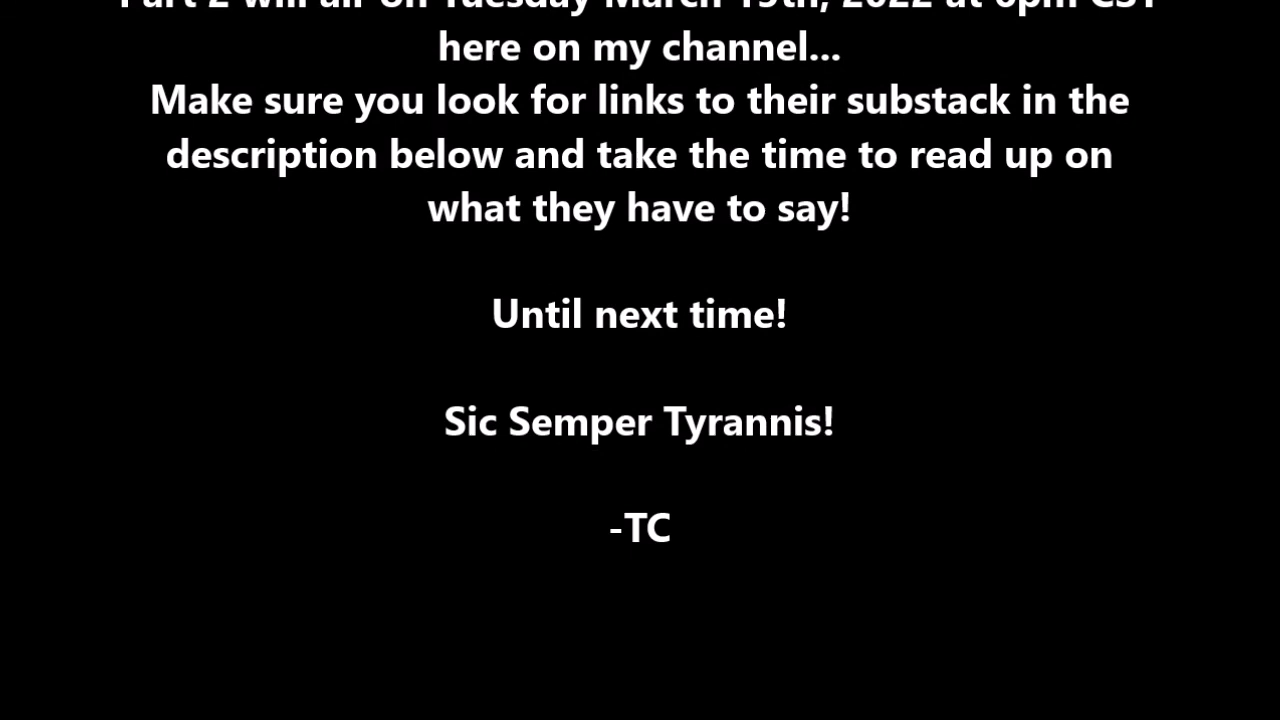 Part 2 will air on Tuesday March 15th, 2022 at 6pm CST
here on my channel...
Make sure you look for links to their substack in the
description below and take the time to read up on
what they have to say!
Until next time!
Sic Semper Tyrannis!
-TC